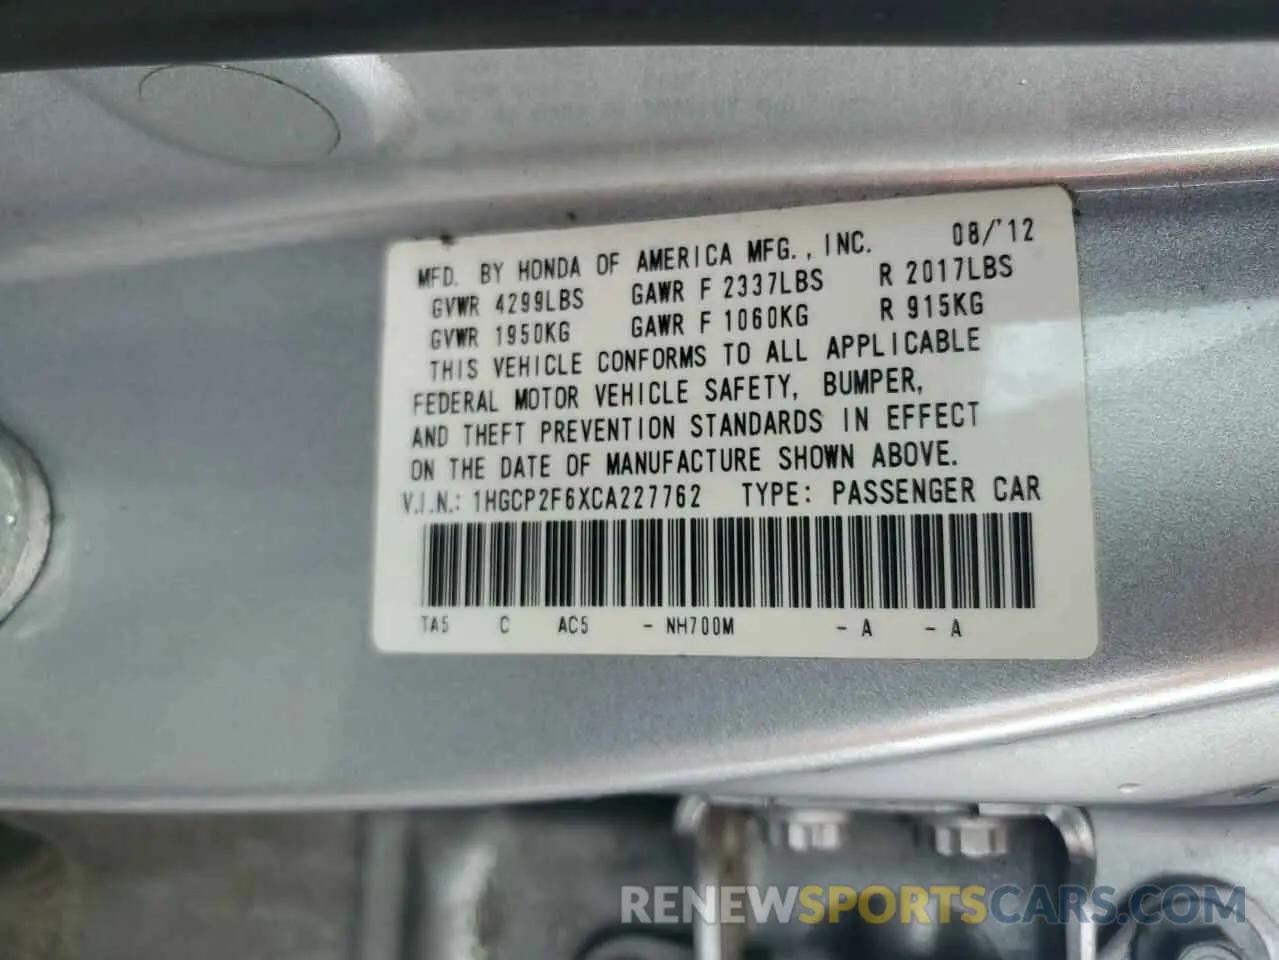 MFD. BY HONDA OF AMERICA MFG., INC. 08/'12
GVWR 4299LBS GAWR F 2337LBS R 2017LBS
GVWR 1950KG GAWR F 1060KG R 915KG
THIS VEHICLE CONFORMS TO ALL APPLICABLE
FEDERAL MOTOR VEHICLE SAFETY, BUMPER,
AND THEFT PREVENTION STANDARDS IN EFFECT
ON THE DATE OF MANUFACTURE SHOWN ABOVE.
V.I.N.: 1HGCP2F6XCA227762 TYPE: PASSENGER CAR
TA5 C AC5 - NH700M - A - A
RENEWSPORTSCARS.COM